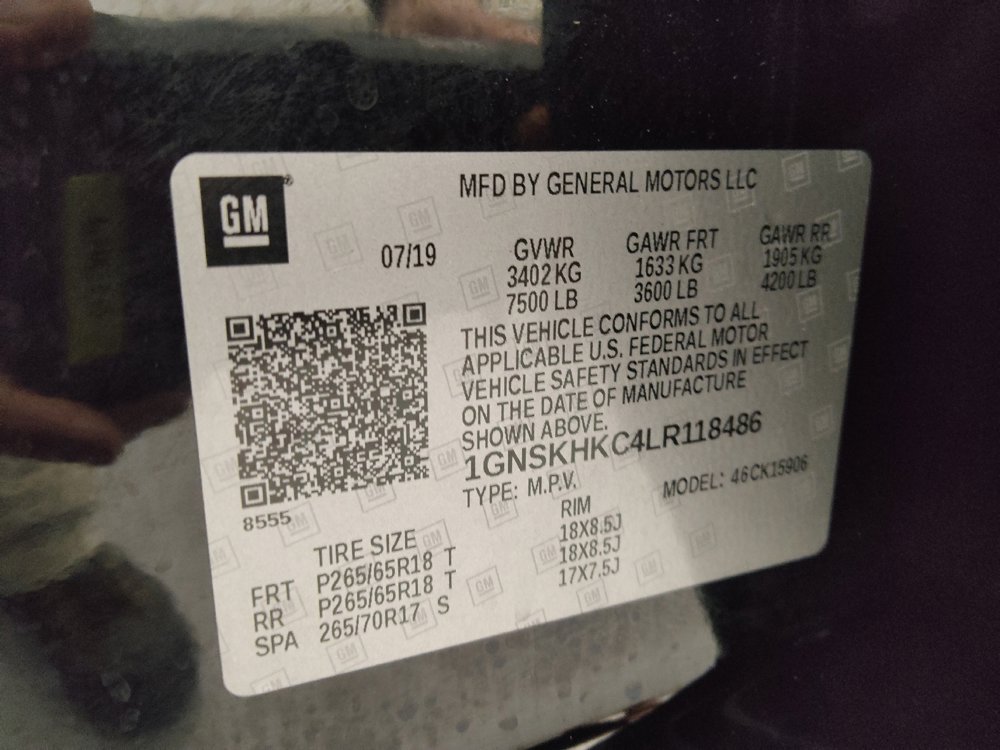 GM
MFD BY GENERAL MOTORS LLC
07/19
GVWR
3402 KG
7500 LB
GAWR FRT
1633 KG
3600 LB
GAWR RR
1905 KG
4200 LB
THIS VEHICLE CONFORMS TO ALL
APPLICABLE U.S. FEDERAL MOTOR
VEHICLE SAFETY STANDARDS IN EFFECT
ON THE DATE OF MANUFACTURE
SHOWN ABOVE.
1GNSKHKC4LR118486
TYPE: M.P.V. MODEL: 46CK15906
8555
TIRE SIZE RIM
FRT P265/65R18 T 18X8.5J
RR P265/65R18 T 18X8.5J
SPA 265/70R17 S 17X7.5J